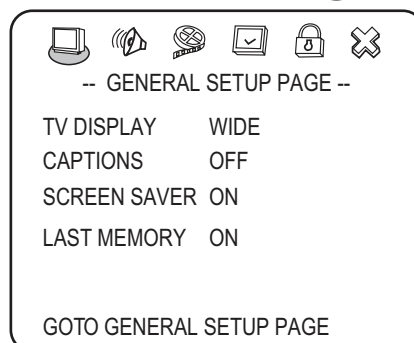 -- GENERAL SETUP PAGE --
TV DISPLAY WIDE
CAPTIONS OFF
SCREEN SAVER ON
LAST MEMORY ON
GOTO GENERAL SETUP PAGE